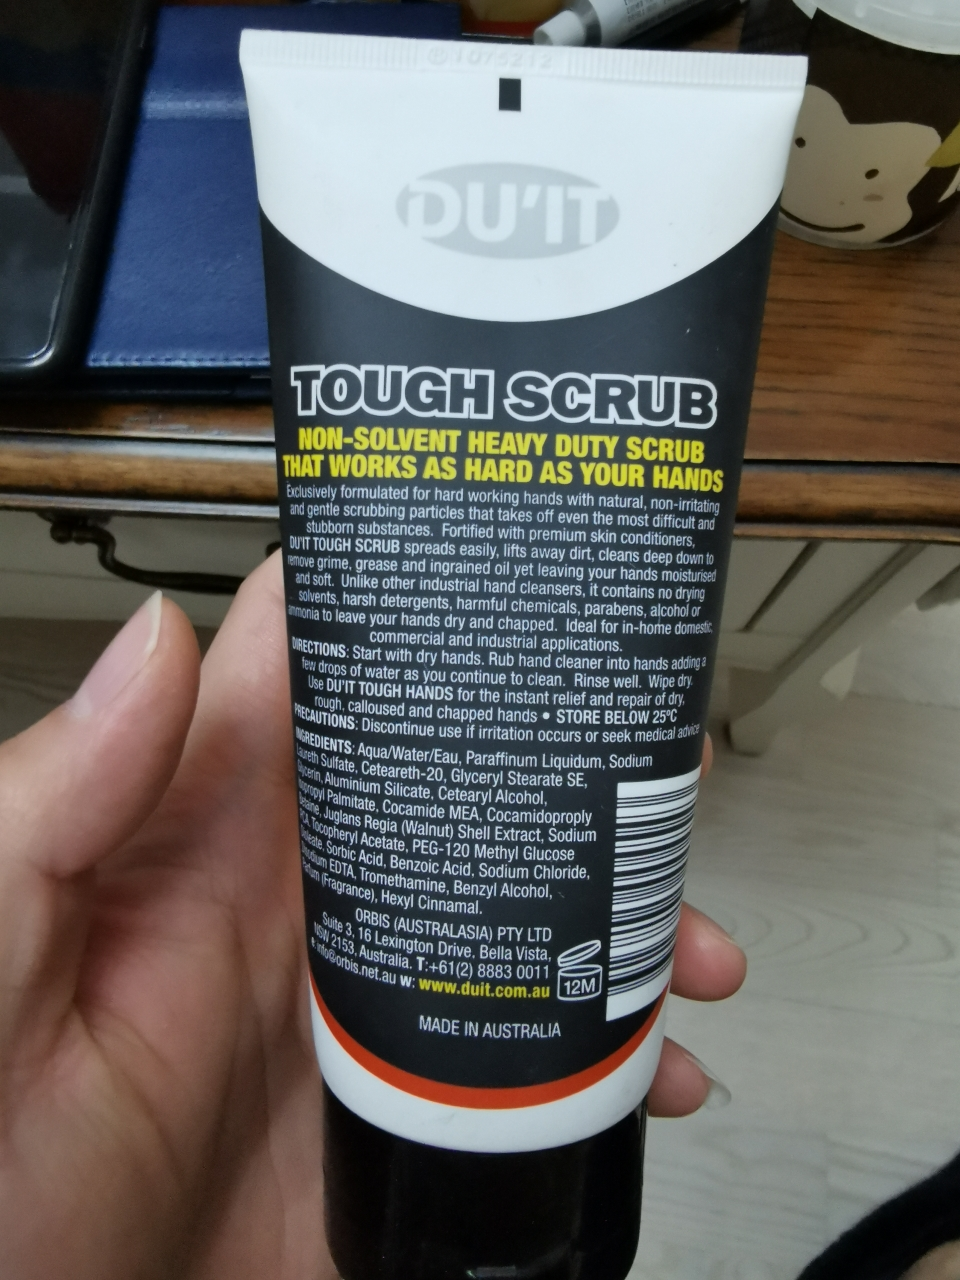 1075212
DU'IT
TOUGH SCRUB
NON-SOLVENT HEAVY DUTY SCRUB
THAT WORKS AS HARD AS YOUR HANDS
Exclusively formulated for hard working hands with natural, non-irritating
and gentle scrubbing particles that takes off even the most difficult and
stubborn substances. Fortified with premium skin conditioners,
DU'IT TOUGH SCRUB spreads easily, lifts away dirt, cleans deep down to
remove grime, grease and ingrained oil yet leaving your hands moisturised
and soft. Unlike other industrial hand cleansers, it contains no drying
solvents, harsh detergents, harmful chemicals, parabens, alcohol or
ammonia to leave your hands dry and chapped. Ideal for in-home domestic,
commercial and industrial applications.
DIRECTIONS: Start with dry hands. Rub hand cleaner into hands adding a
few drops of water as you continue to clean. Rinse well. Wipe dry.
Use DU'IT TOUGH HANDS for the instant relief and repair of dry,
rough, calloused and chapped hands • STORE BELOW 25°C
PRECAUTIONS: Discontinue use if irritation occurs or seek medical advice
INGREDIENTS: Aqua/Water/Eau, Paraffinum Liquidum, Sodium
Laureth Sulfate, Ceteareth-20, Glyceryl Stearate SE,
Glycerin, Aluminium Silicate, Cetearyl Alcohol,
Isopropyl Palmitate, Cocamide MEA, Cocamidoproply
Betaine, Juglans Regia (Walnut) Shell Extract, Sodium
PCA, Tocopheryl Acetate, PEG-120 Methyl Glucose
Dioleate, Sorbic Acid, Benzoic Acid, Sodium Chloride,
Disodium EDTA, Tromethamine, Benzyl Alcohol,
Parfum (Fragrance), Hexyl Cinnamal.
ORBIS (AUSTRALASIA) PTY LTD
Suite 3, 16 Lexington Drive, Bella Vista,
NSW 2153, Australia. T:+61(2) 8883 0011
e: info@orbis.net.au w: www.duit.com.au
12M
MADE IN AUSTRALIA